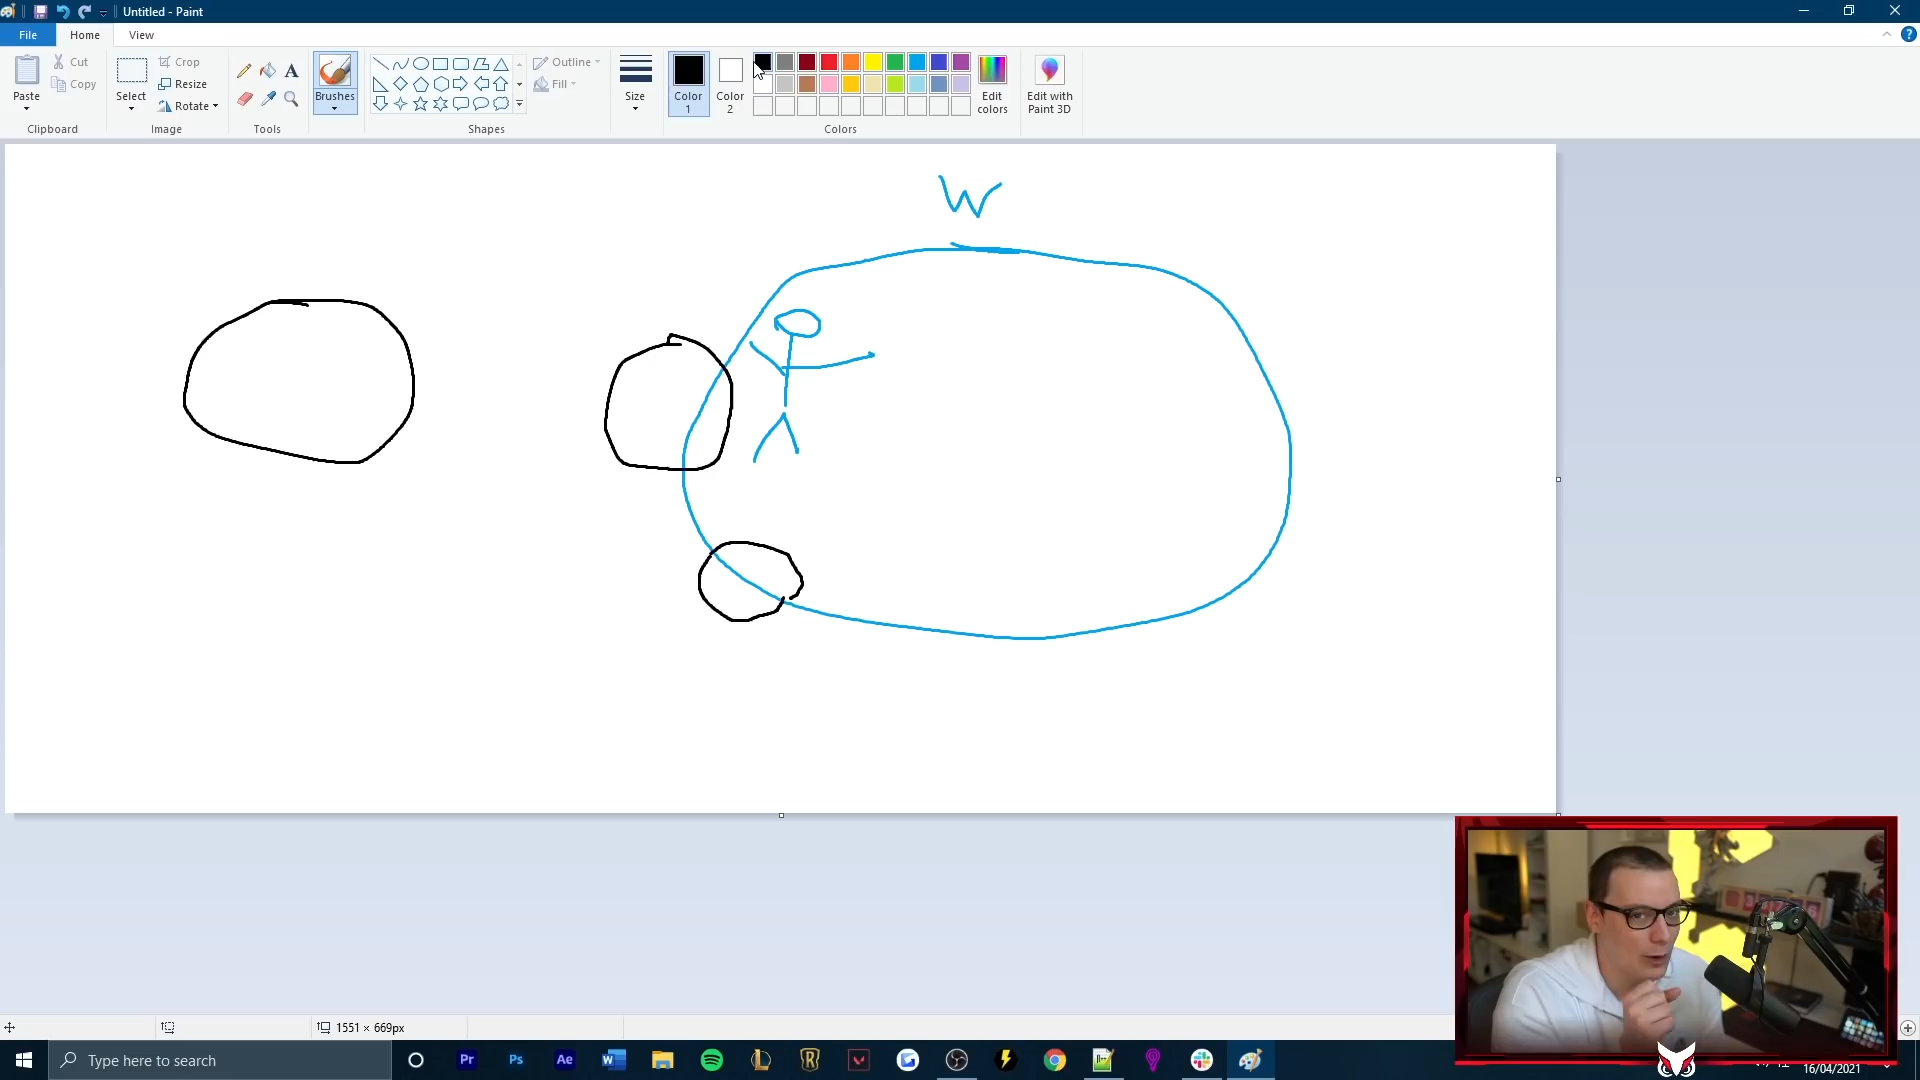 Untitled - Paint
File Home View
Cut
Copy
Paste
Crop
Resize
Rotate
Select
Brushes
Outline
Fill
Size
Color 1
Color 2
Edit colors
Edit with Paint 3D
Clipboard Image Tools Shapes Colors
W
1551 × 669px
Type here to search
16/04/2021